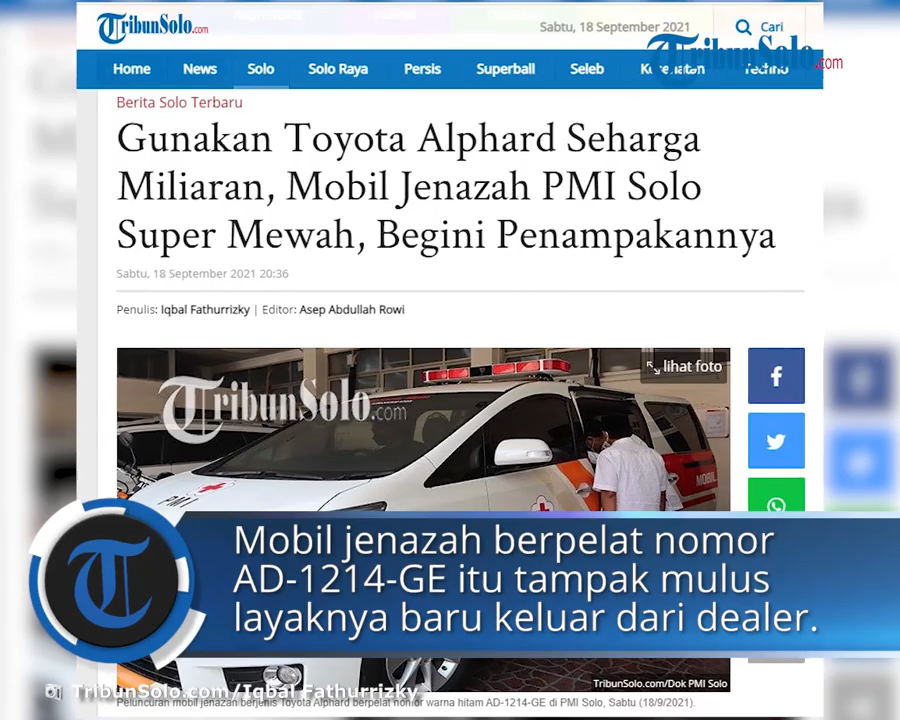 TribunSolo.com
Sabtu, 18 September 2021
Cari
TribunSolo.com
Home News Solo Solo Raya Persis Superball Seleb Kesehatan Techno
Berita Solo Terbaru
Gunakan Toyota Alphard Seharga
Miliaran, Mobil Jenazah PMI Solo
Super Mewah, Begini Penampakannya
Sabtu, 18 September 2021 20:36
Penulis: Iqbal Fathurrizky | Editor: Asep Abdullah Rowi
lihat foto
TribunSolo.com
PMI
MOBIL
Mobil jenazah berpelat nomor
AD-1214-GE itu tampak mulus
layaknya baru keluar dari dealer.
TribunSolo.com/Dok PMI Solo
TribunSolo.com/Iqbal Fathurrizky
Peluncuran mobil jenazah berjenis Toyota Alphard berpelat nomor warna hitam AD-1214-GE di PMI Solo, Sabtu (18/9/2021).